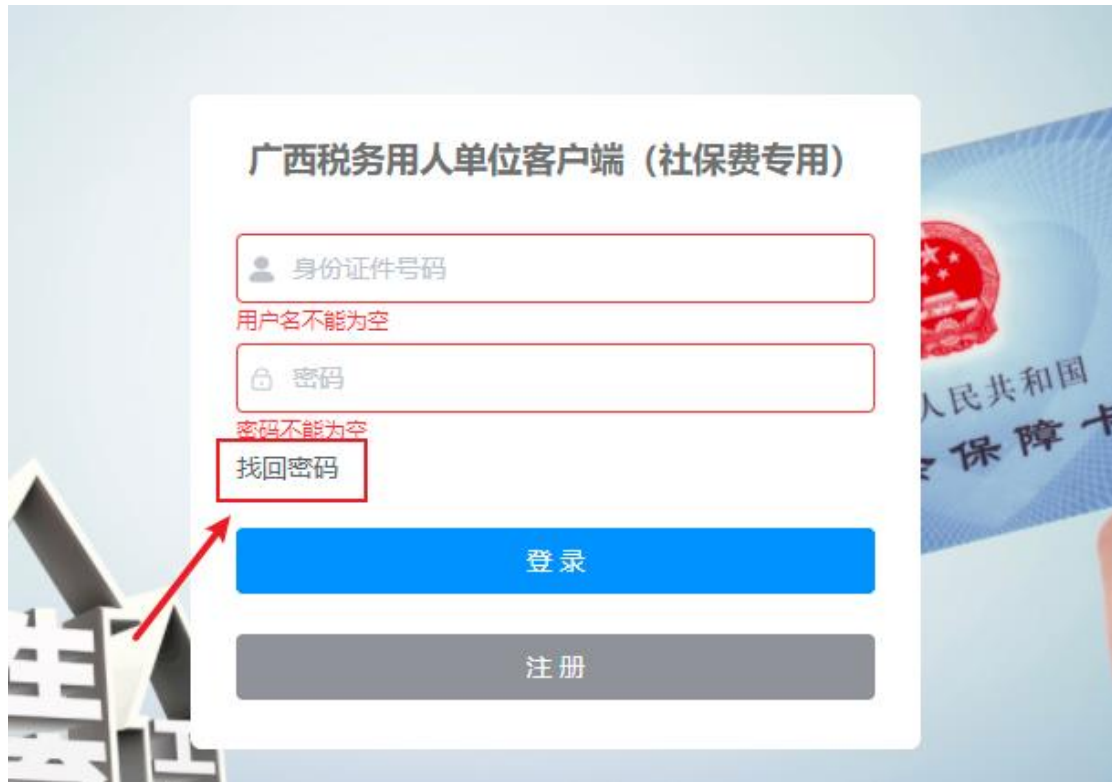 广西税务用人单位客户端（社保费专用）
身份证件号码
用户名不能为空
密码
密码不能为空
找回密码
登录
注册
人民共和国
保障卡
生